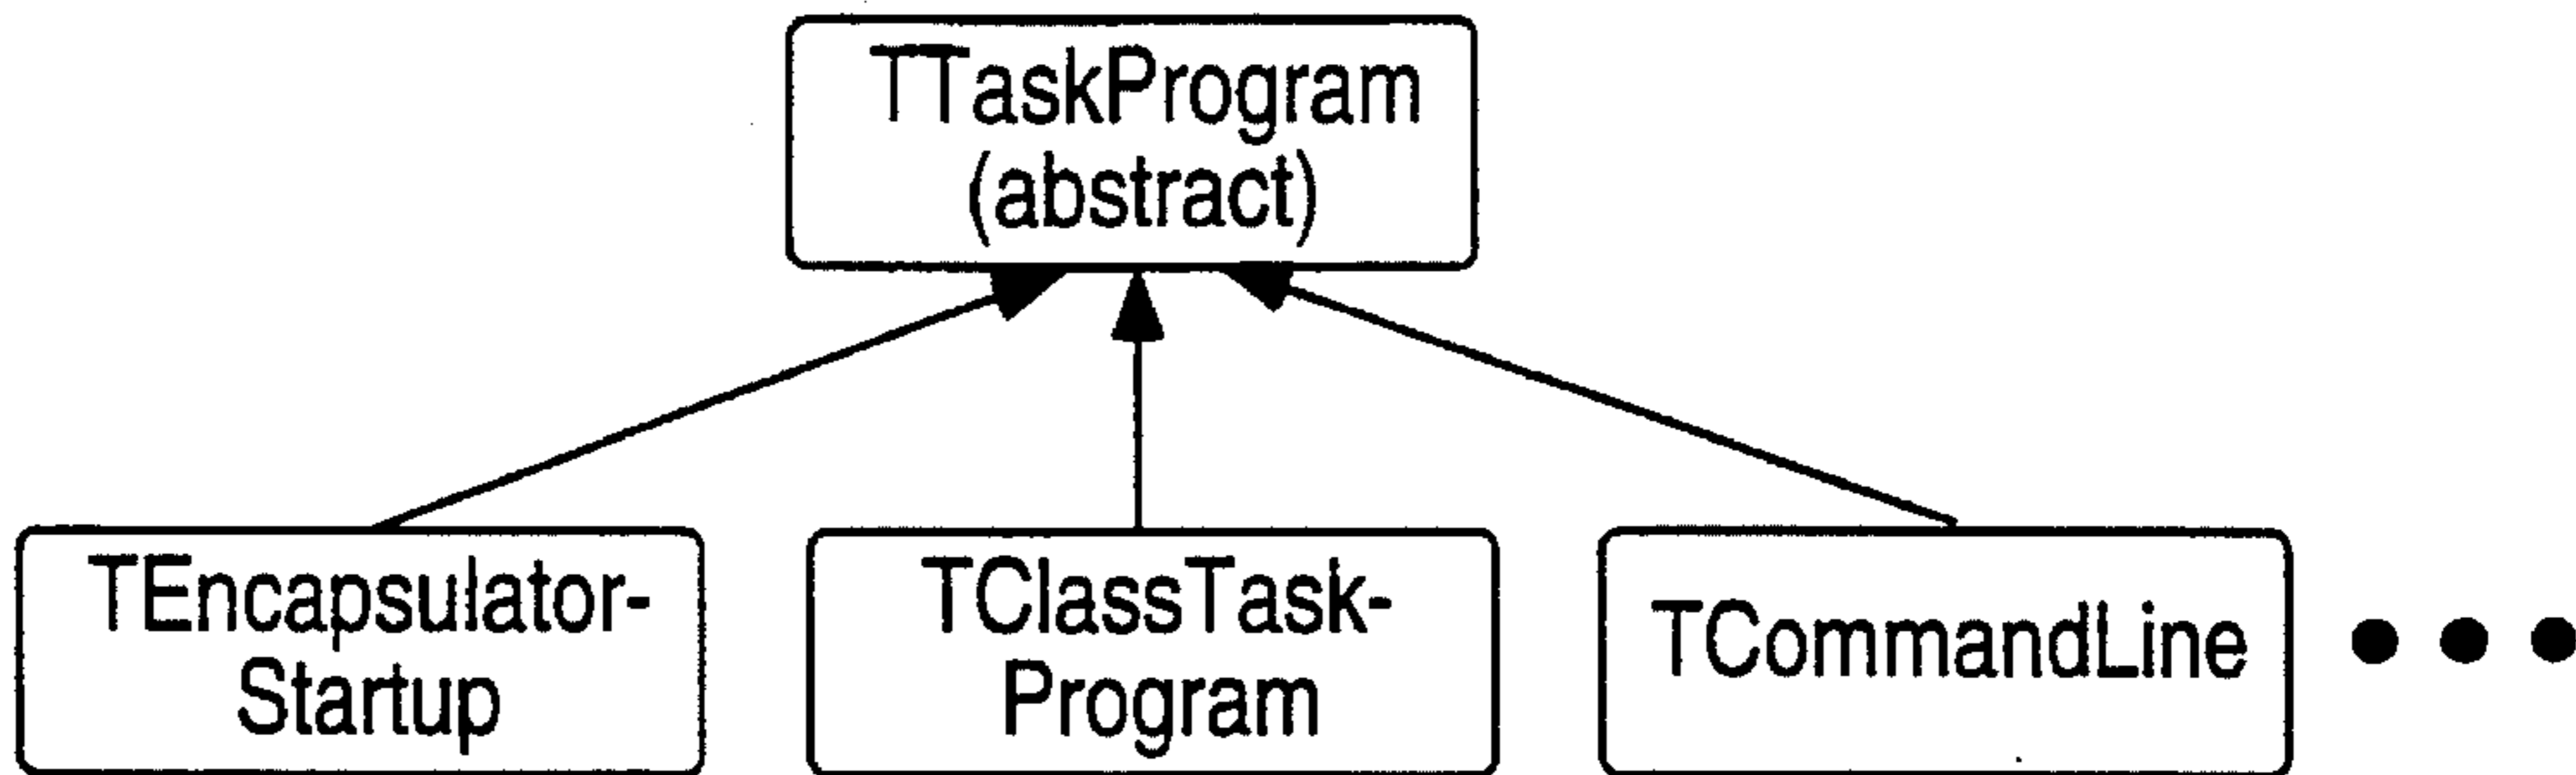 TTaskProgram
(abstract)
TEncapsulator-
Startup
TClassTask-
Program
TCommandLine